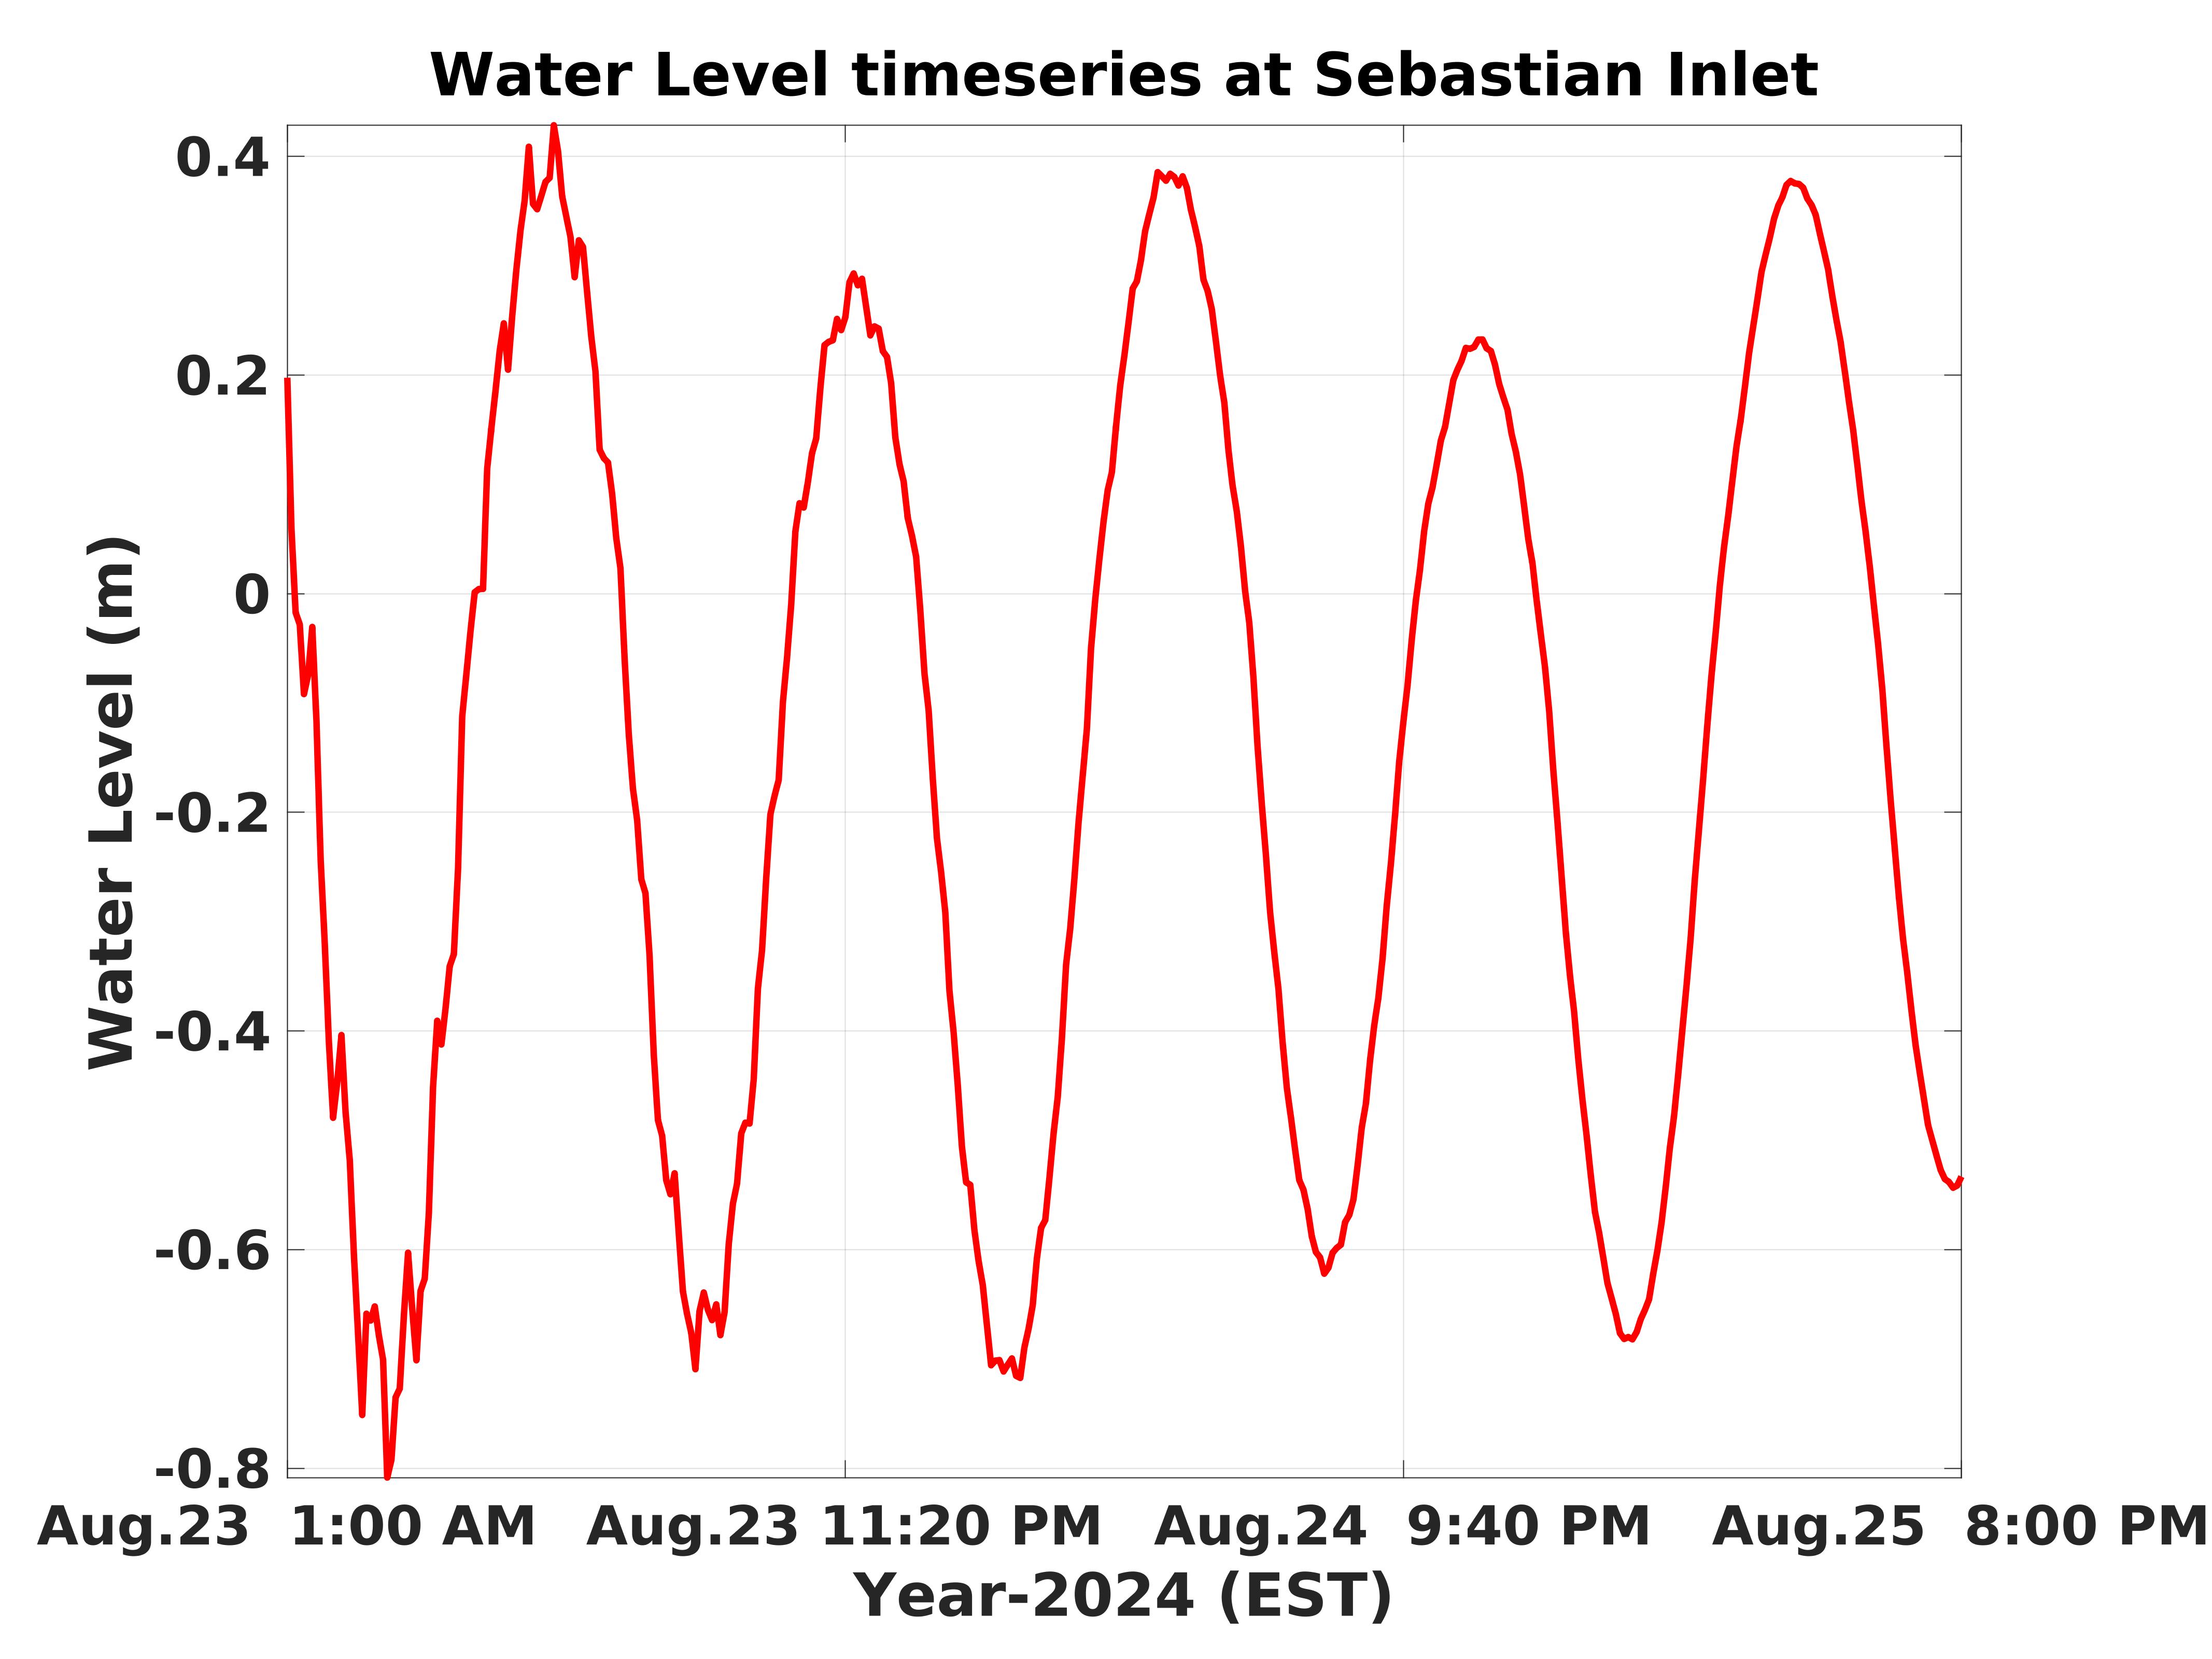 Water Level timeseries at Sebastian Inlet
Water Level (m)
0.4
0.2
0
-0.2
-0.4
-0.6
-0.8
Aug.23 1:00 AM Aug.23 11:20 PM Aug.24 9:40 PM Aug.25 8:00 PM
Year-2024 (EST)